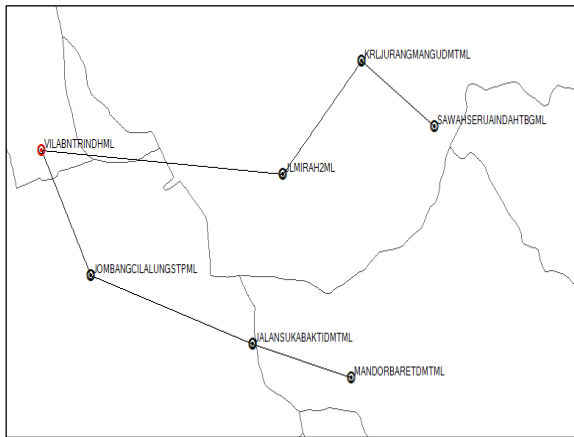 KRLJURANGMANGUDMTML
SAWAHSERUAINDAHTBGML
VILABNTRINDHML
JLMIRAH2ML
JOMBANGCILALUNGSTPML
JALANSUKABAKTIDMTML
MANDORBARETDMTML